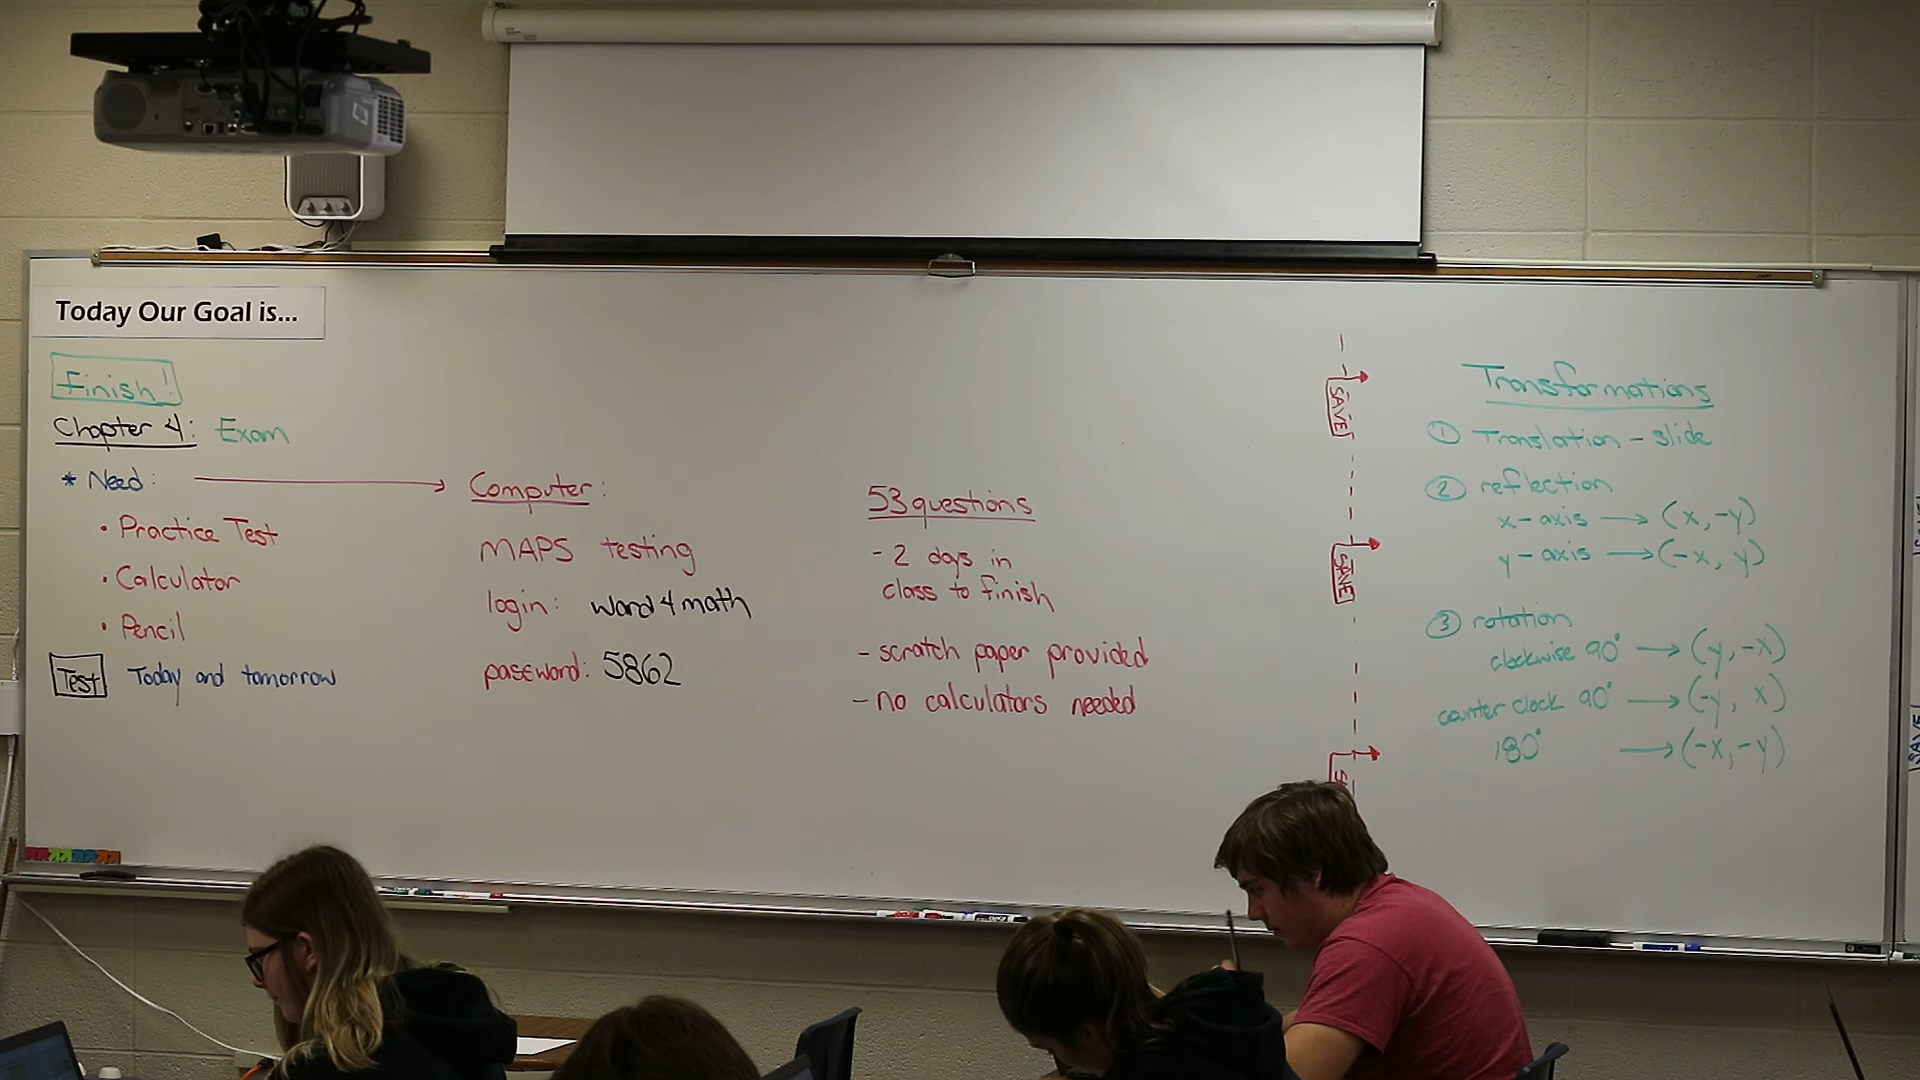 Today Our Goal is...
Finish!
Chapter 4: Exam
* Need:
• Practice Test
• Calculator
• Pencil
Test Today and tomorrow
Computer:
MAPS testing
login: word4math
password: 5862
53 questions
- 2 days in
class to finish
- scratch paper provided
- no calculators needed
SAVE
SAVE
Transformations
① Translation - slide
② reflection
x-axis → (x, -y)
y-axis → (-x, y)
③ rotation
clockwise 90° → (y, -x)
counter clock 90° → (-y, x)
180° → (-x, -y)